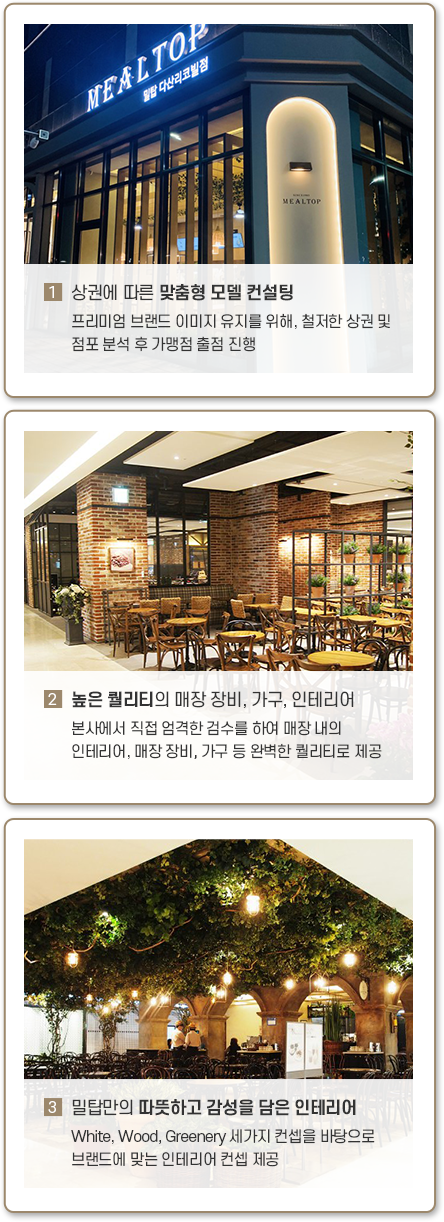 MEALTOP
밀탑 다산리코빌점
MEALTOP
1 상권에 따른 맞춤형 모델 컨설팅
프리미엄 브랜드 이미지 유지를 위해, 철저한 상권 및
점포 분석 후 가맹점 출점 진행
2 높은 퀄리티의 매장 장비, 가구, 인테리어
본사에서 직접 엄격한 검수를 하여 매장 내의
인테리어, 매장 장비, 가구 등 완벽한 퀄리티로 제공
3 밀탑만의 따뜻하고 감성을 담은 인테리어
White, Wood, Greenery 세가지 컨셉을 바탕으로
브랜드에 맞는 인테리어 컨셉 제공